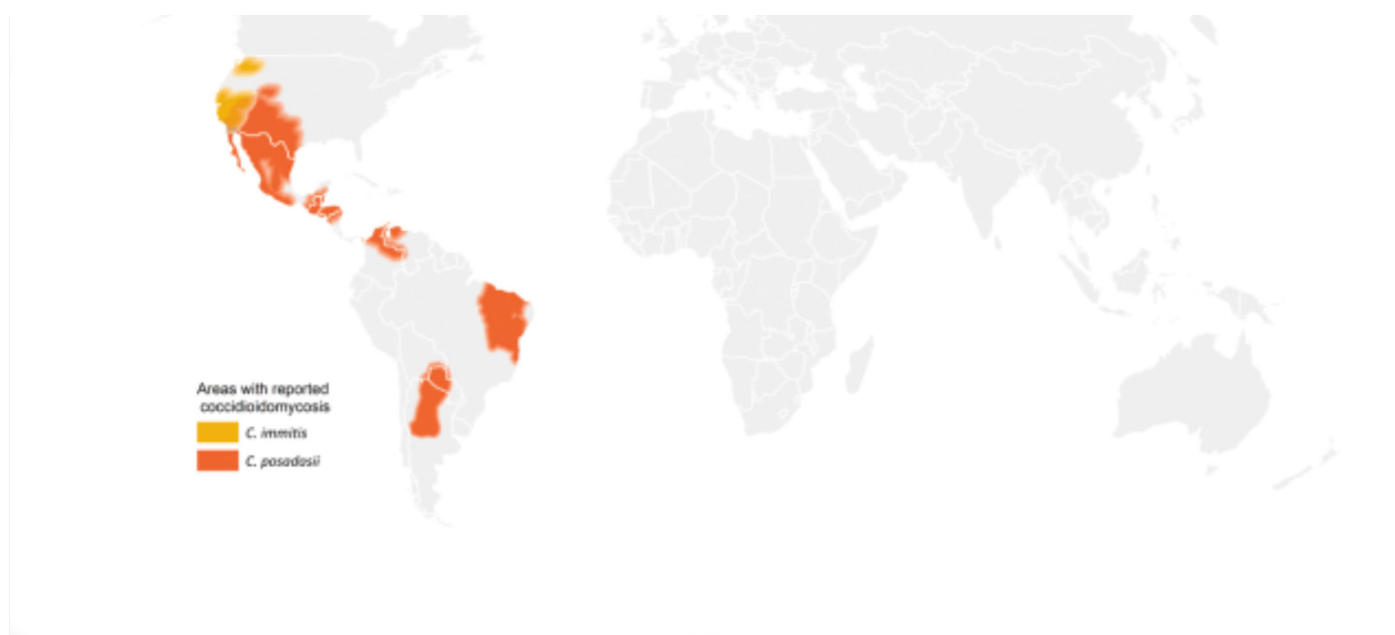 Areas with reported
coccidioidomycosis
C. immitis
C. posadasii